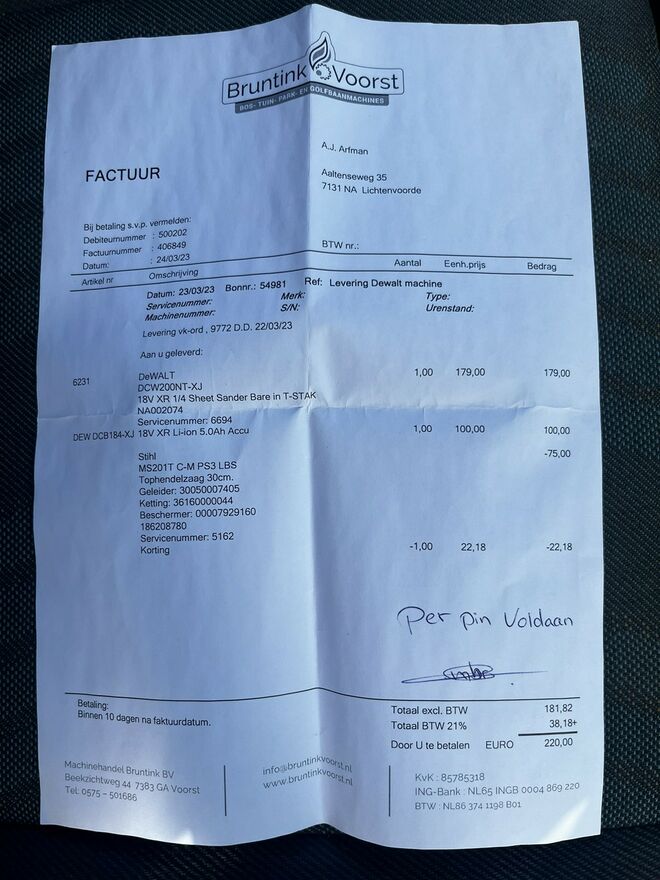 Bruntink Voorst
BOS- TUIN- PARK- EN GOLFBAANMACHINES
A.J. Arfman
FACTUUR
Aaltenseweg 35
7131 NA Lichtenvoorde
Bij betaling s.v.p. vermelden:
Debiteurnummer : 500202
Factuurnummer : 406849
Datum: : 24/03/23
BTW nr.:
Artikel nr Omschrijving Aantal Eenh.prijs Bedrag
Datum: 23/03/23 Bonnr.: 54981 Ref: Levering Dewalt machine
Servicenummer: Merk: Type:
Machinenummer: S/N: Urenstand:
Levering vk-ord , 9772 D.D. 22/03/23
Aan u geleverd:
6231 DeWALT 1,00 179,00 179,00
DCW200NT-XJ
18V XR 1/4 Sheet Sander Bare in T-STAK
NA002074
Servicenummer: 6694
DEW DCB184-XJ 18V XR Li-ion 5.0Ah Accu 1,00 100,00 100,00
Stihl -75,00
MS201T C-M PS3 LBS
Tophendelzaag 30cm.
Geleider: 30050007405
Ketting: 36160000044
Beschermer: 00007929160
186208780
Servicenummer: 5162
Korting -1,00 22,18 -22,18
Per pin Voldaan
Betaling:
Binnen 10 dagen na faktuurdatum.
Totaal excl. BTW 181,82
Totaal BTW 21% 38,18+
Door U te betalen EURO 220,00
Machinehandel Bruntink BV
Beekzichtweg 44 7383 GA Voorst
Tel: 0575 – 501686
info@bruntinkvoorst.nl
www.bruntinkvoorst.nl
KvK : 85785318
ING-Bank : NL65 INGB 0004 869 220
BTW : NL86 374 1198 B01